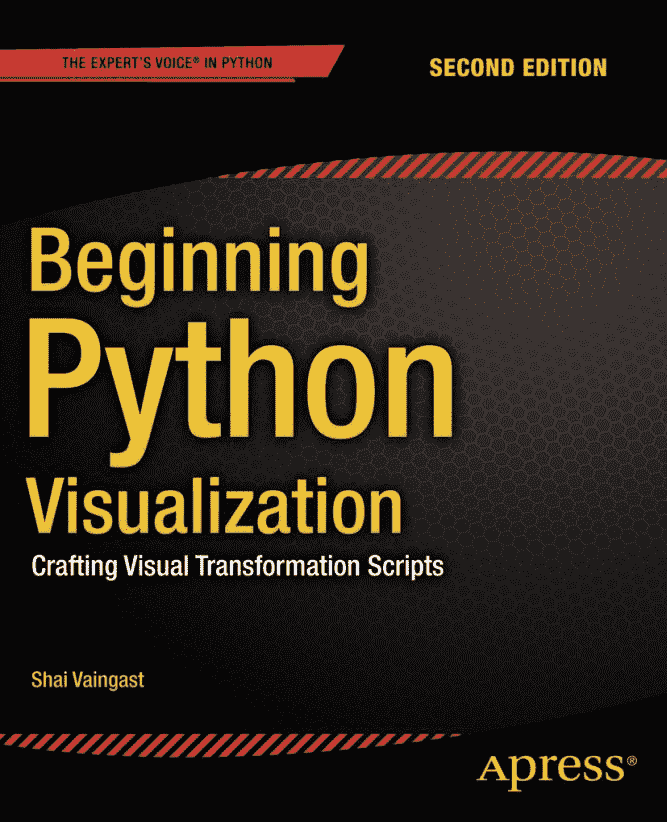 THE EXPERT'S VOICE® IN PYTHON
SECOND EDITION
Beginning
Python
Visualization
Crafting Visual Transformation Scripts
Shai Vaingast
Apress®